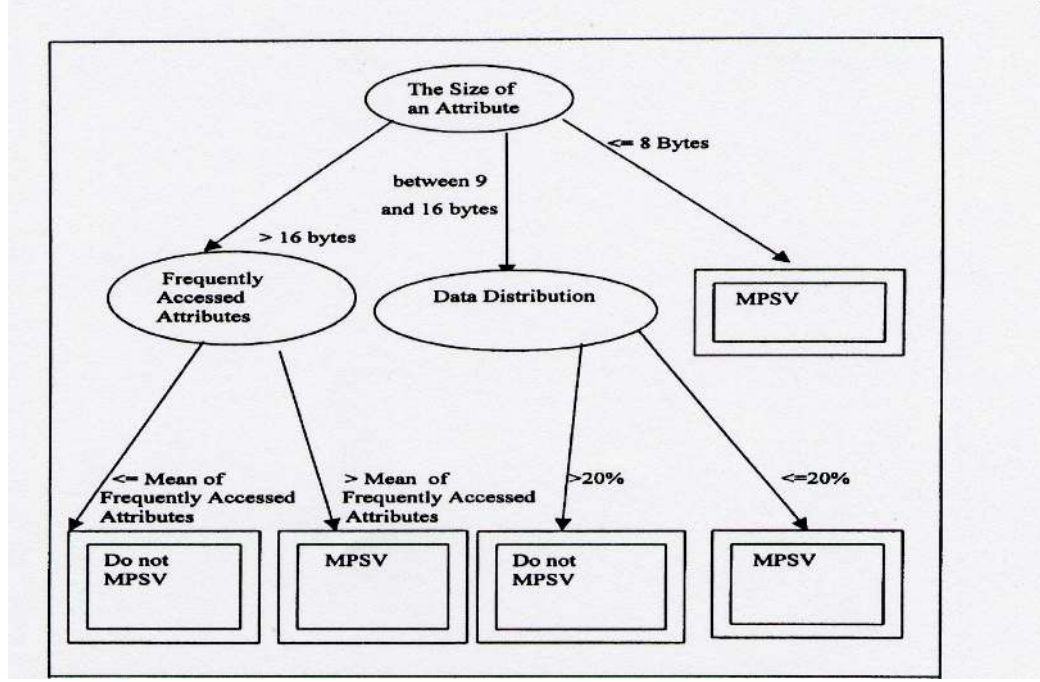 The Size of
an Attribute
<= 8 Bytes
between 9
and 16 bytes
> 16 bytes
Frequently
Accessed
Attributes
Data Distribution
MPSV
<= Mean of
Frequently Accessed
Attributes
> Mean of
Frequently Accessed
Attributes
>20%
<=20%
Do not
MPSV
MPSV
Do not
MPSV
MPSV